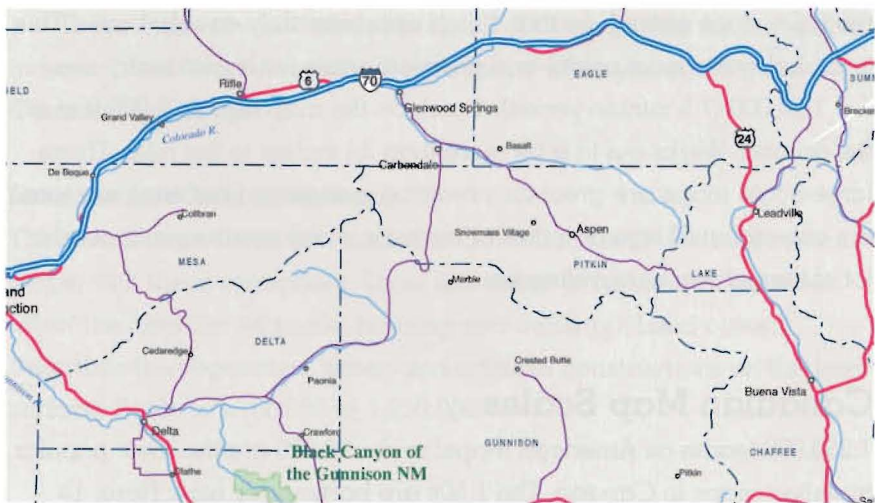 EAGLE
Rifle
6
70
Glenwood Springs
Grand Valley
Colorado R.
24
Basalt
Carbondale
De Beque
Collbran
Snowmass Village
Aspen
Leadville
MESA
PITKIN
LAKE
Marble
DELTA
Cedaredge
Crested Butte
Paonia
Buena Vista
Delta
Crawford
GUNNISON
Black Canyon of
the Gunnison NM
CHAFFEE
Olathe
Pitkin